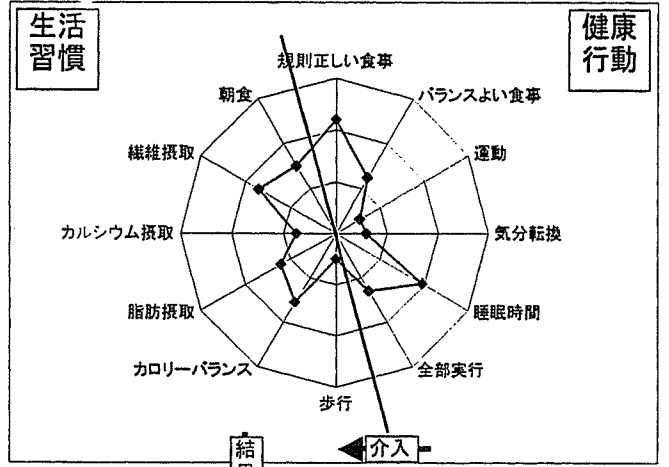 生活
習慣
健康
行動
規則正しい食事
朝食
バランスよい食事
繊維摂取
運動
カルシウム摂取
気分転換
脂肪摂取
睡眠時間
カロリーバランス
全部実行
歩行
介入
結